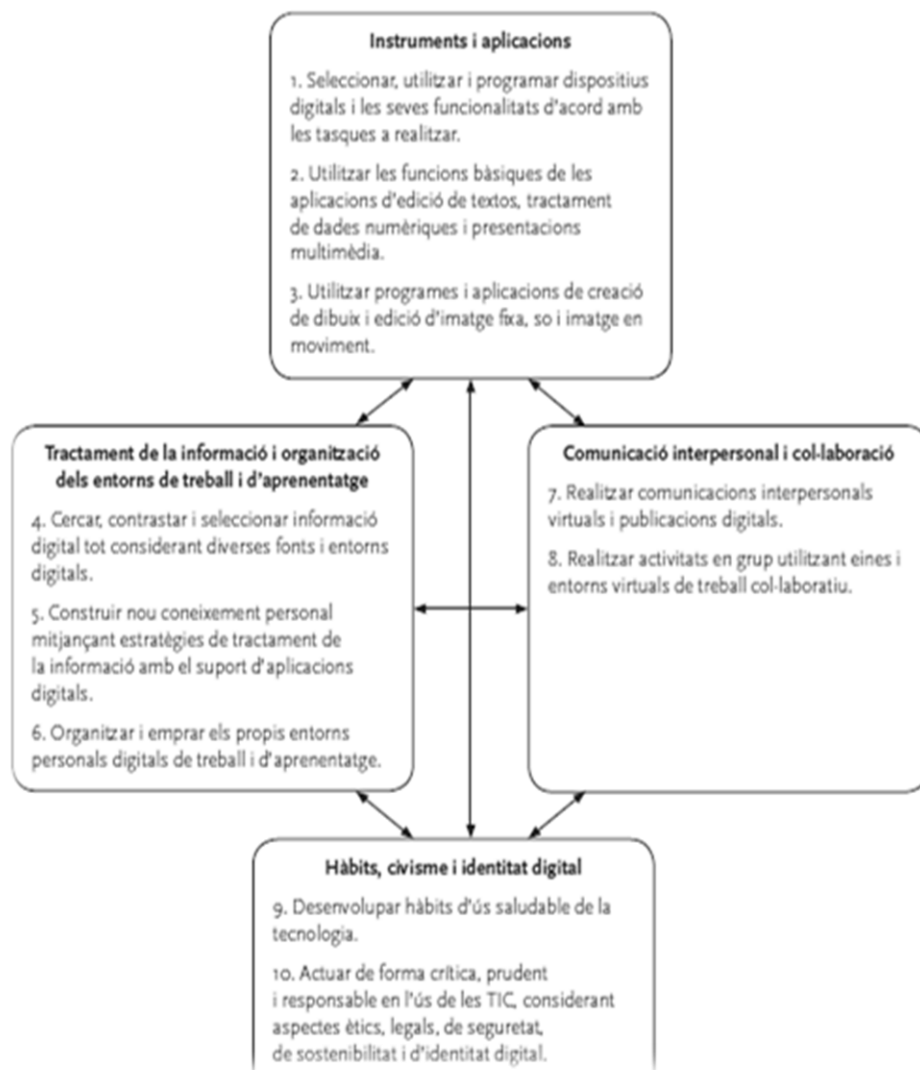 Instruments i aplicacions
1. Seleccionar, utilitzar i programar dispositius
digitals i les seves funcionalitats d'acord amb
les tasques a realitzar.
2. Utilitzar les funcions bàsiques de les
aplicacions d'edició de textos, tractament
de dades numèriques i presentacions
multimèdia.
3. Utilitzar programes i aplicacions de creació
de dibuix i edició d'imatge fixa, so i imatge en
moviment.
Tractament de la informació i organització
dels entorns de treball i d'aprenentatge
4. Cercar, contrastar i seleccionar informació
digital tot considerant diverses fonts i entorns
digitals.
5. Construir nou coneixement personal
mitjançant estratègies de tractament de
la informació amb el suport d'aplicacions
digitals.
6. Organitzar i emprar els propis entorns
personals digitals de treball i d'aprenentatge.
Comunicació interpersonal i col·laboració
7. Realitzar comunicacions interpersonals
virtuals i publicacions digitals.
8. Realitzar activitats en grup utilitzant eines i
entorns virtuals de treball col·laboratiu.
Hàbits, civisme i identitat digital
9. Desenvolupar hàbits d'ús saludable de la
tecnologia.
10. Actuar de forma crítica, prudent
i responsable en l'ús de les TIC, considerant
aspectes ètics, legals, de seguretat,
de sostenibilitat i d'identitat digital.